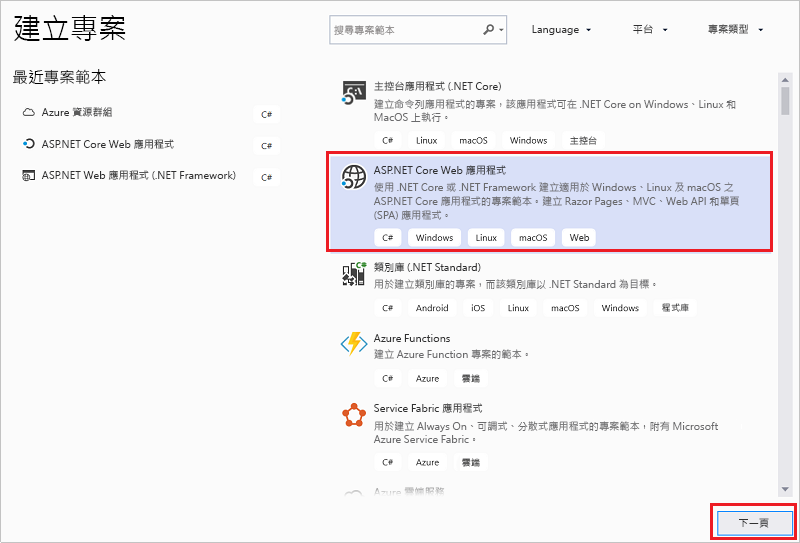 建立專案
搜尋專案範本
Language
平台
專案類型
最近專案範本
Azure 資源群組
C#
ASP.NET Core Web 應用程式
C#
ASP.NET Web 應用程式 (.NET Framework)
C#
主控台應用程式 (.NET Core)
建立命令列應用程式的專案，該應用程式可在 .NET Core on Windows、Linux 和
MacOS 上執行。
C# Linux macOS Windows 主控台
ASP.NET Core Web 應用程式
使用 .NET Core 或 .NET Framework 建立適用於 Windows、Linux 及 macOS 之
ASP.NET Core 應用程式的專案範本。建立 Razor Pages、MVC、Web API 和單頁
(SPA) 應用程式。
C# Windows Linux macOS Web
C#
類別庫 (.NET Standard)
用於建立類別庫的專案，而該類別庫以 .NET Standard 為目標。
C# Android iOS Linux macOS Windows 程式庫
Azure Functions
建立 Azure Function 專案的範本。
C# Azure 雲端
Service Fabric 應用程式
用於建立 Always On、可調式、分散式應用程式的專案範本，附有 Microsoft
Azure Service Fabric。
C# Azure 雲端
Azure 雲端服務
下一頁